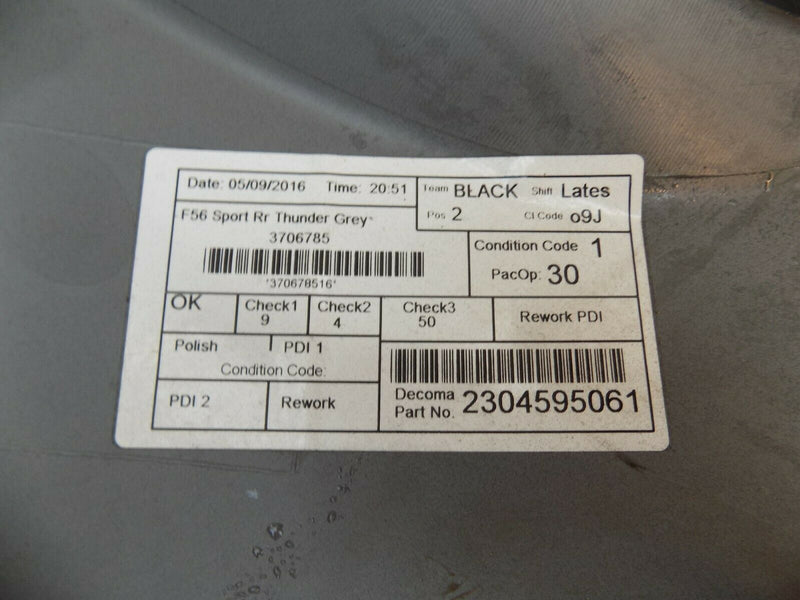 Date: 05/09/2016 Time: 20:51
Team BLACK Shift Lates
Pos 2 CI Code o9J
F56 Sport Rr Thunder Grey
3706785
*370678516*
Condition Code 1
PacOp: 30
OK Check1 Check2 Check3 Rework PDI
9 4 50
Polish PDI 1
Condition Code:
PDI 2 Rework
Decoma
Part No. 2304595061